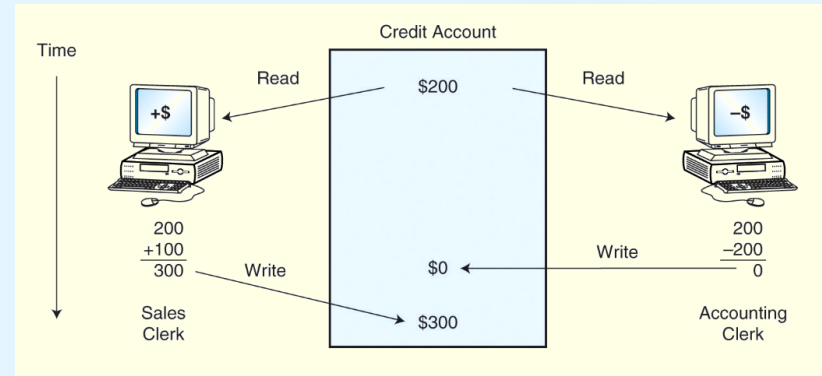 Credit Account
Time
Read
$200
Read
+$
–$
200
+100
300
Write
$0
Write
200
–200
0
$300
Sales
Clerk
Accounting
Clerk